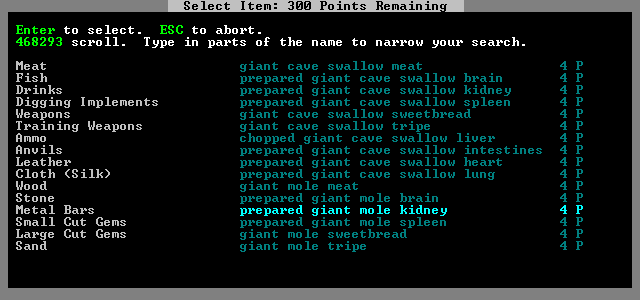 Select Item: 300 Points Remaining
Enter to select.  ESC to abort.
468293 scroll.  Type in parts of the name to narrow your search.
Meat giant cave swallow meat 4 P
Fish prepared giant cave swallow brain 4 P
Drinks prepared giant cave swallow kidney 4 P
Digging Implements prepared giant cave swallow spleen 4 P
Weapons giant cave swallow sweetbread 4 P
Training Weapons giant cave swallow tripe 4 P
Ammo chopped giant cave swallow liver 4 P
Anvils prepared giant cave swallow intestines 4 P
Leather prepared giant cave swallow heart 4 P
Cloth (Silk) prepared giant cave swallow lung 4 P
Wood giant mole meat 4 P
Stone prepared giant mole brain 4 P
Metal Bars prepared giant mole kidney 4 P
Small Cut Gems prepared giant mole spleen 4 P
Large Cut Gems giant mole sweetbread 4 P
Sand giant mole tripe 4 P